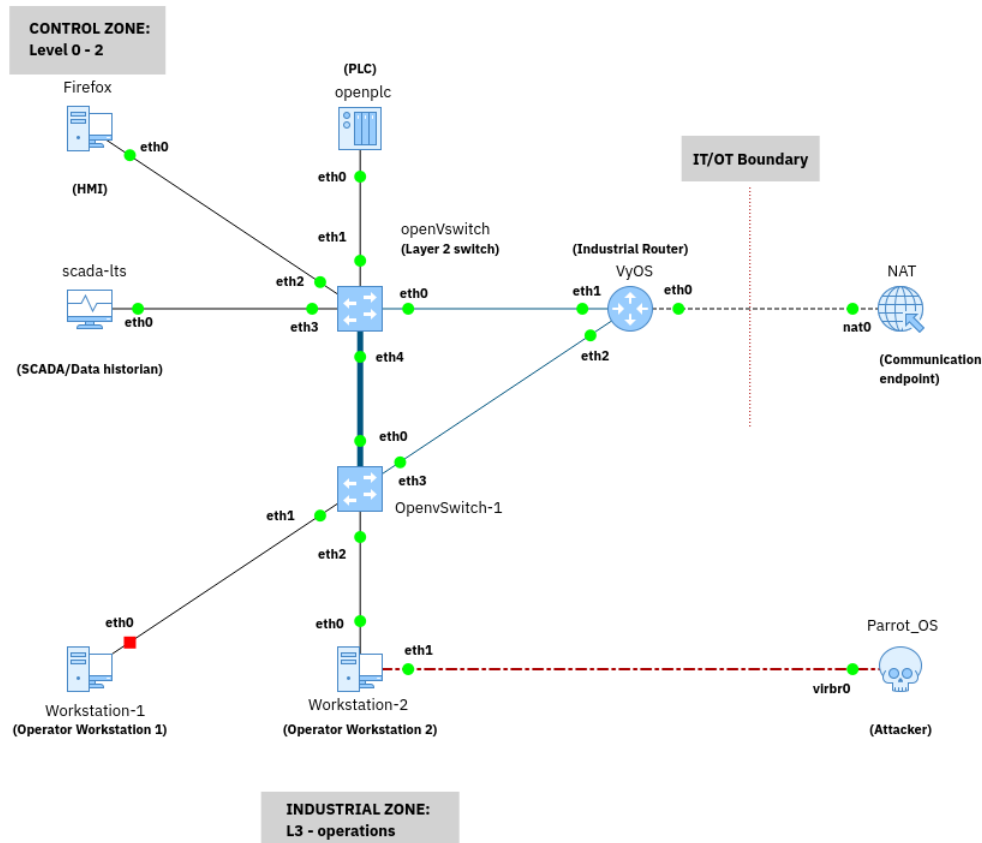 CONTROL ZONE:
Level 0 - 2
Firefox
eth0
(HMI)
(PLC)
openplc
eth0
eth1
IT/OT Boundary
openVswitch
(Layer 2 switch)
(Industrial Router)
VyOS
scada-lts
eth0
(SCADA/Data historian)
eth2
eth3
eth0
eth4
eth1
eth0
eth2
NAT
nat0
(Communication
endpoint)
eth0
eth3
OpenvSwitch-1
eth1
eth2
eth0
Workstation-1
(Operator Workstation 1)
eth0
eth1
Workstation-2
(Operator Workstation 2)
Parrot_OS
virbr0
(Attacker)
INDUSTRIAL ZONE:
L3 - operations